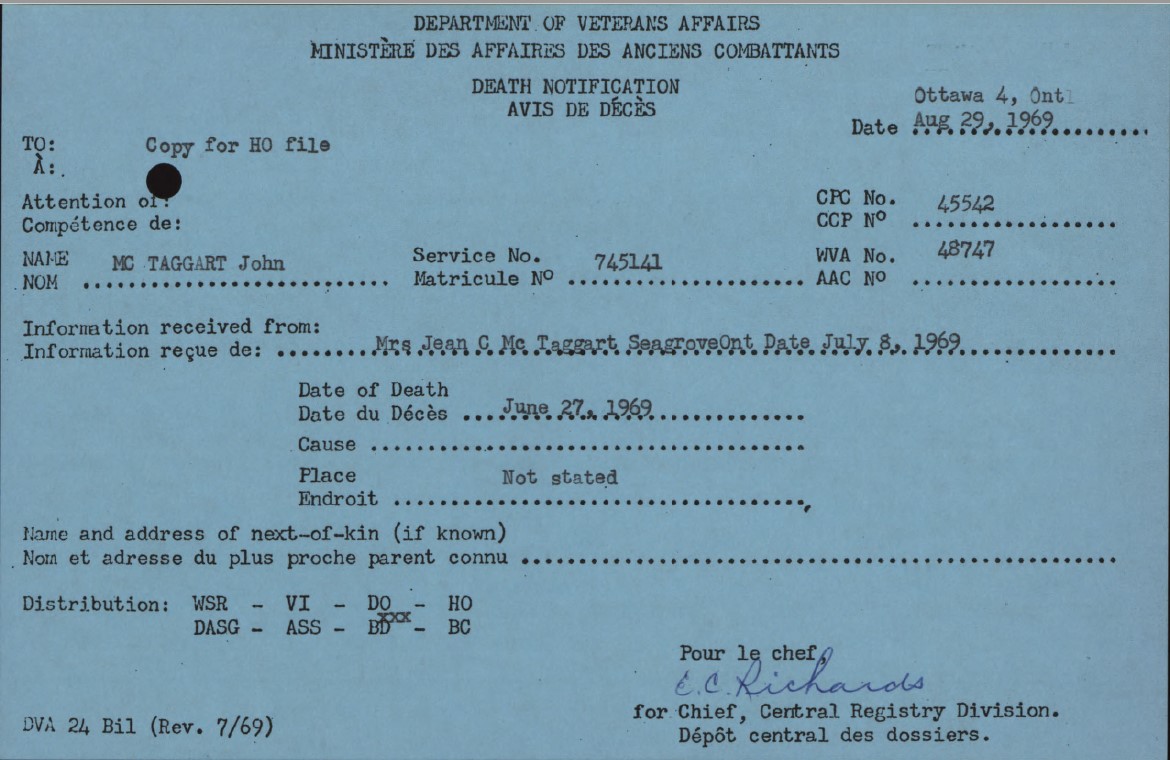 DEPARTMENT OF VETERANS AFFAIRS
MINISTÈRE DES AFFAIRES DES ANCIENS COMBATTANTS
DEATH NOTIFICATION
AVIS DE DÉCÈS
Ottawa 4, Ont
Date Aug 29, 1969
TO: Copy for HO file
À:
Attention of:
Compétence de:
CPC No. 45542
CCP Nº
NAME MC TAGGART John
NOM
Service No. 745141
Matricule Nº
WVA No. 48747
AAC Nº
Information received from:
Information reçue de: Mrs Jean C Mc Taggart SeagroveOnt Date July 8, 1969
Date of Death
Date du Décès June 27, 1969
Cause
Place Not stated
Endroit
Name and address of next-of-kin (if known)
Nom et adresse du plus proche parent connu
Distribution: WSR - VI - DO - HO
xxx
DASG - ASS - BD - BC
Pour le chef,
E.C. Richards
for Chief, Central Registry Division.
Dépôt central des dossiers.
DVA 24 Bil (Rev. 7/69)